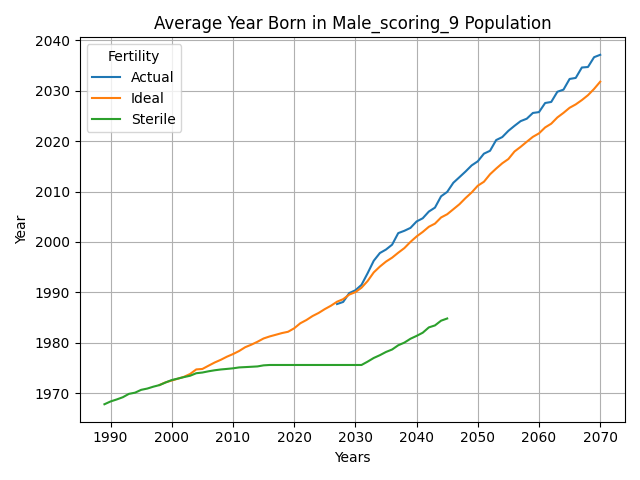 Average Year Born in Male_scoring_9 Population
2040
2030
2020
2010
2000
1990
1980
1970
Year
Fertility
Actual
Ideal
Sterile
1990 2000 2010 2020 2030 2040 2050 2060 2070
Years